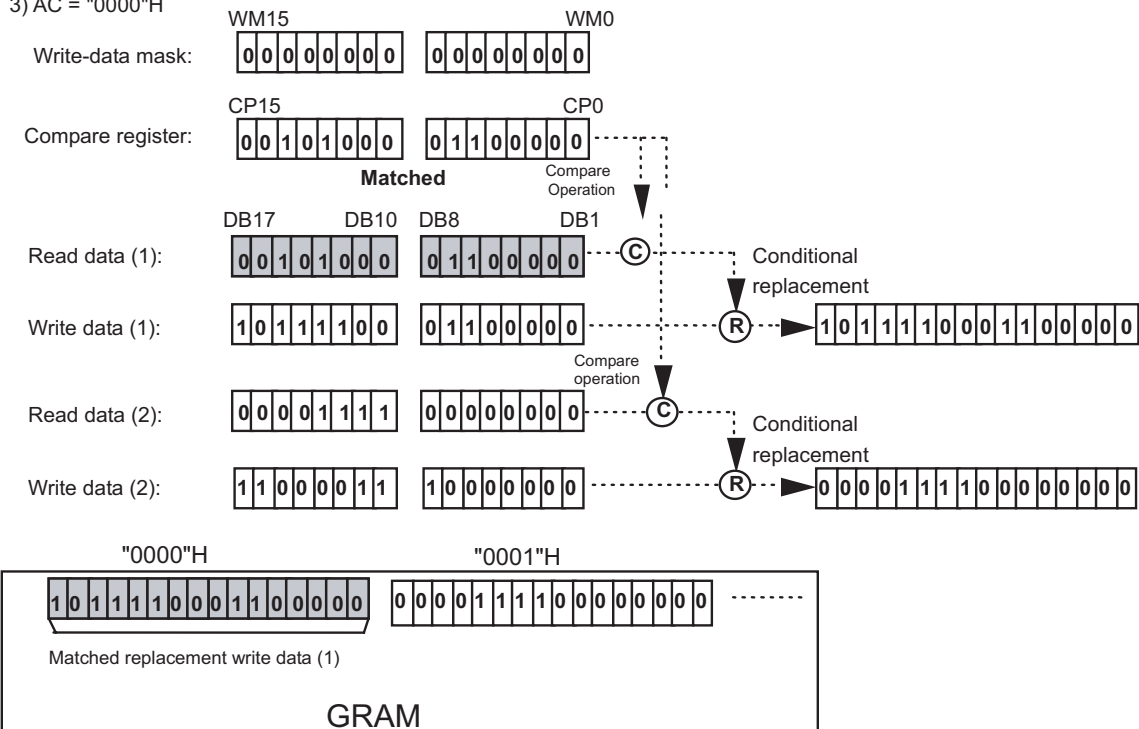 3) AC = "0000"H
WM15 WM0
Write-data mask: 0 0 0 0 0 0 0 0 0 0 0 0 0 0 0 0
CP15 CP0
Compare register: 0 0 1 0 1 0 0 0 0 1 1 0 0 0 0 0
Matched
Compare
Operation
DB17 DB10 DB8 DB1
Read data (1): 0 0 1 0 1 0 0 0 0 1 1 0 0 0 0 0 C
Conditional
replacement
Write data (1): 1 0 1 1 1 1 0 0 0 1 1 0 0 0 0 0 R 1 0 1 1 1 1 0 0 0 1 1 0 0 0 0 0
Compare
operation
Read data (2): 0 0 0 0 1 1 1 1 0 0 0 0 0 0 0 0 C
Conditional
replacement
Write data (2): 1 1 0 0 0 0 1 1 1 0 0 0 0 0 0 0 R 0 0 0 0 1 1 1 1 0 0 0 0 0 0 0 0
"0000"H "0001"H
1 0 1 1 1 1 0 0 0 1 1 0 0 0 0 0 0 0 0 0 1 1 1 1 0 0 0 0 0 0 0 0
Matched replacement write data (1)
GRAM